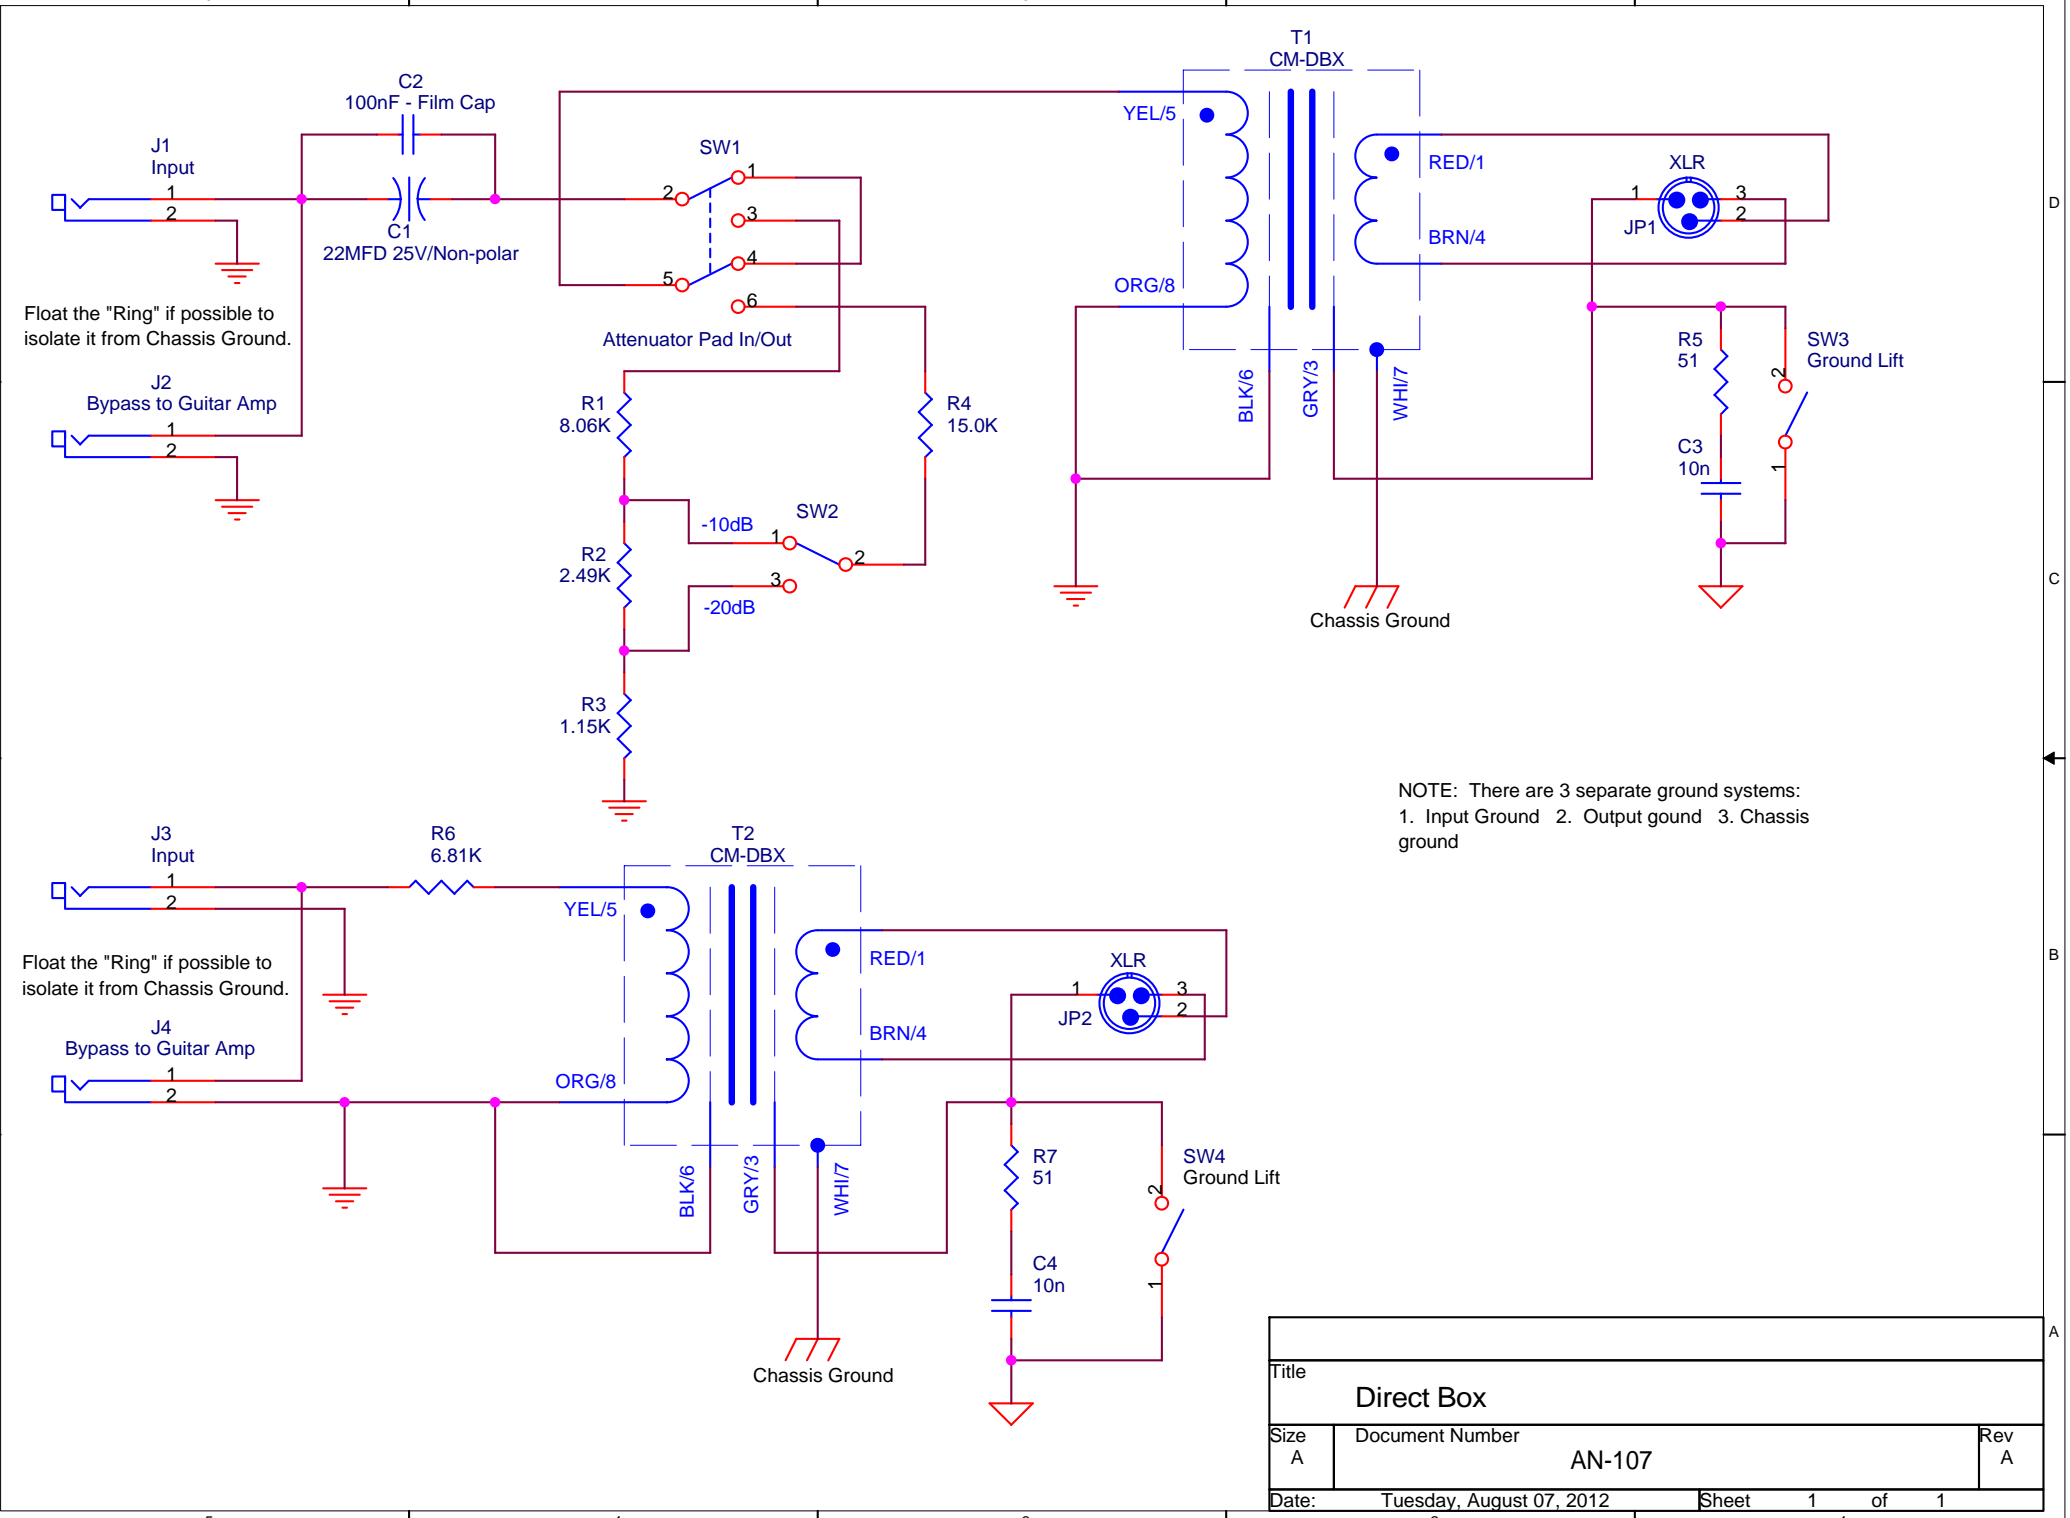 T1
CM-DBX
C2
100nF - Film Cap
YEL/5
J1
Input
1
2
SW1
1
2
3
4
5
6
RED/1
XLR
1
3
2
JP1
D
C1
22MFD 25V/Non-polar
BRN/4
ORG/8
Float the "Ring" if possible to
isolate it from Chassis Ground.
Attenuator Pad In/Out
R5
51
SW3
Ground Lift
2
1
J2
Bypass to Guitar Amp
1
2
BLK/6
GRY/3
WHI/7
R1
8.06K
R4
15.0K
C3
10n
-10dB
SW2
1
2
3
-20dB
R2
2.49K
C
Chassis Ground
R3
1.15K
NOTE: There are 3 separate ground systems:
1. Input Ground 2. Output gound 3. Chassis
ground
J3
Input
1
2
R6
6.81K
T2
CM-DBX
YEL/5
RED/1
XLR
1
3
2
JP2
B
Float the "Ring" if possible to
isolate it from Chassis Ground.
BRN/4
J4
Bypass to Guitar Amp
1
2
ORG/8
BLK/6
GRY/3
WHI/7
R7
51
SW4
Ground Lift
2
1
C4
10n
Chassis Ground
A
Title
Direct Box
Size
A
Document Number
AN-107
Rev
A
Date:
Tuesday, August 07, 2012
Sheet 1 of 1